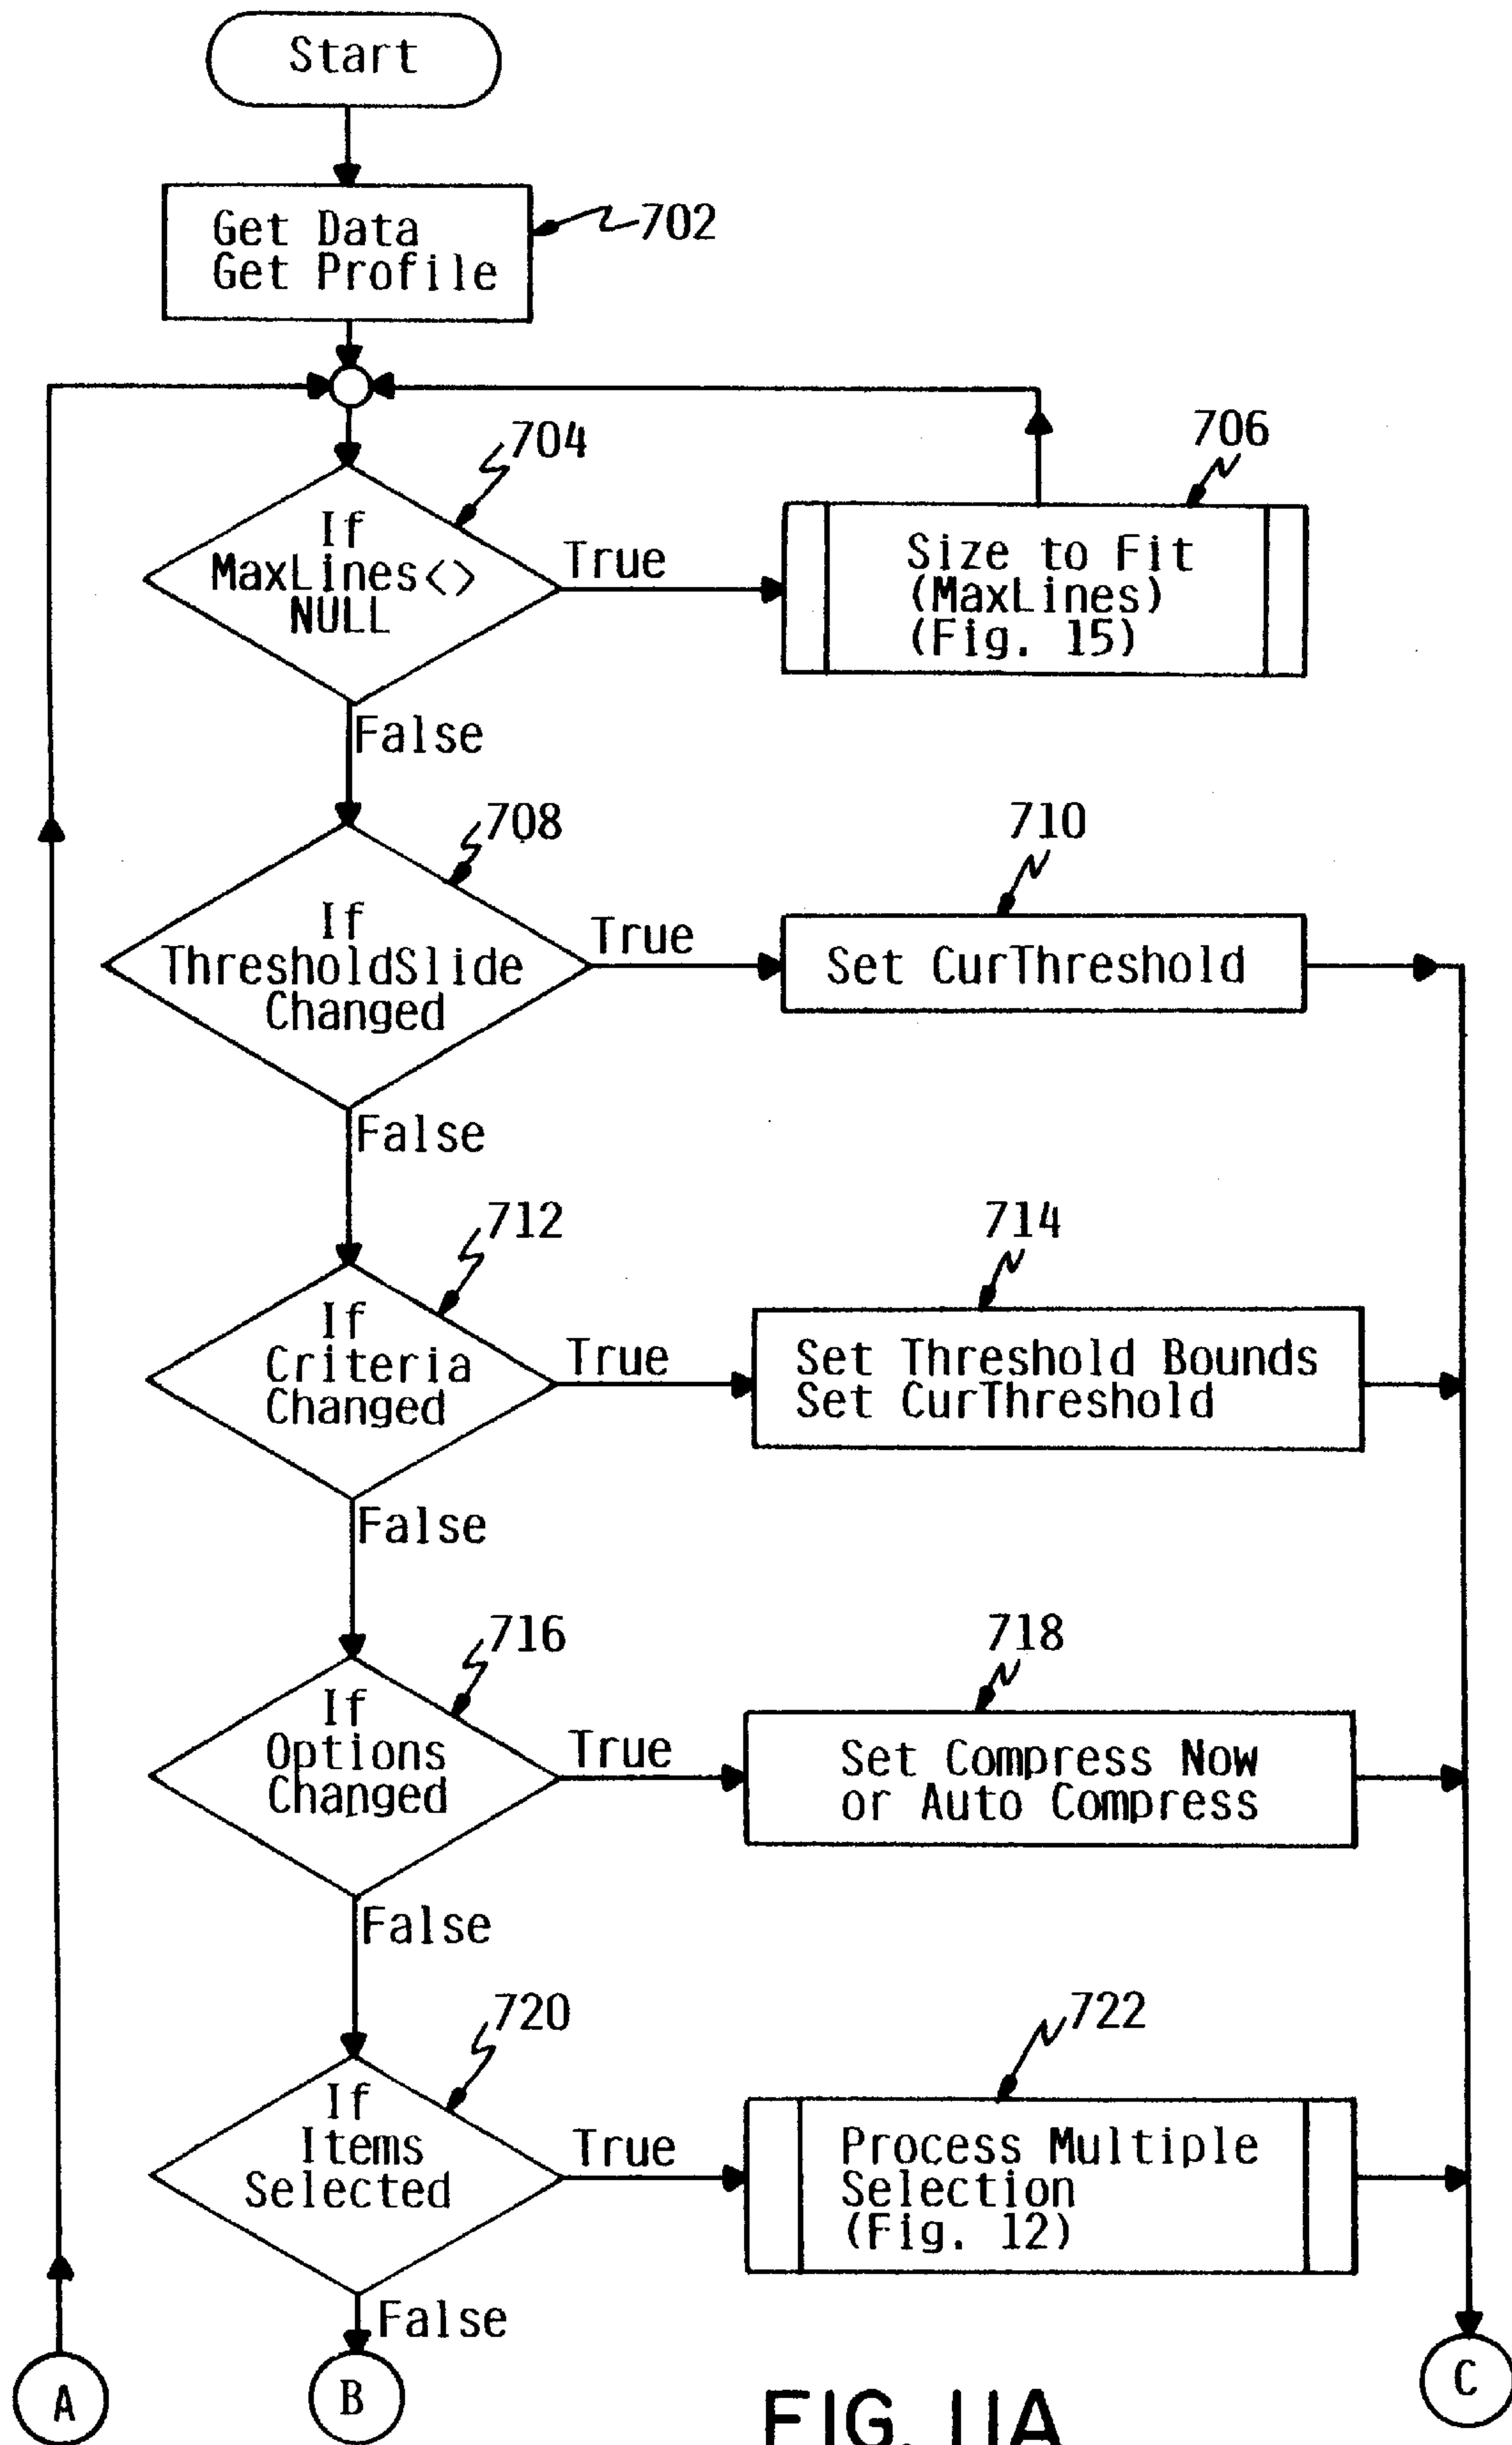 Start
Get Data
Get Profile
702
704
If
MaxLines<>
NULL
True
706
Size to Fit
(MaxLines)
(Fig. 15)
False
708
If
ThresholdSlide
Changed
True
710
Set CurThreshold
False
712
If
Criteria
Changed
True
714
Set Threshold Bounds
Set CurThreshold
False
716
If
Options
Changed
True
718
Set Compress Now
or Auto Compress
False
720
If
Items
Selected
True
722
Process Multiple
Selection
(Fig. 12)
False
A
B
C
FIG. 11A